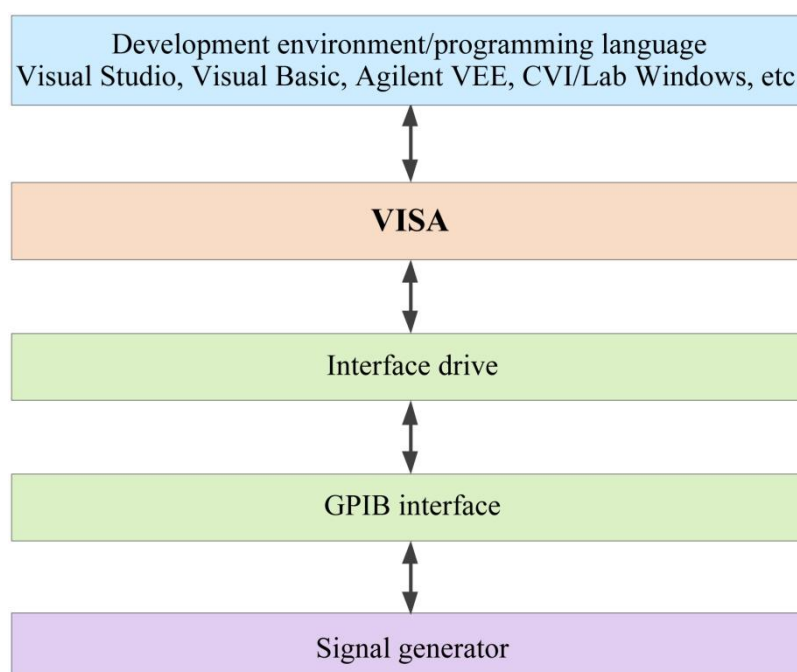 Development environment/programming language
Visual Studio, Visual Basic, Agilent VEE, CVI/Lab Windows, etc
VISA
Interface drive
GPIB interface
Signal generator